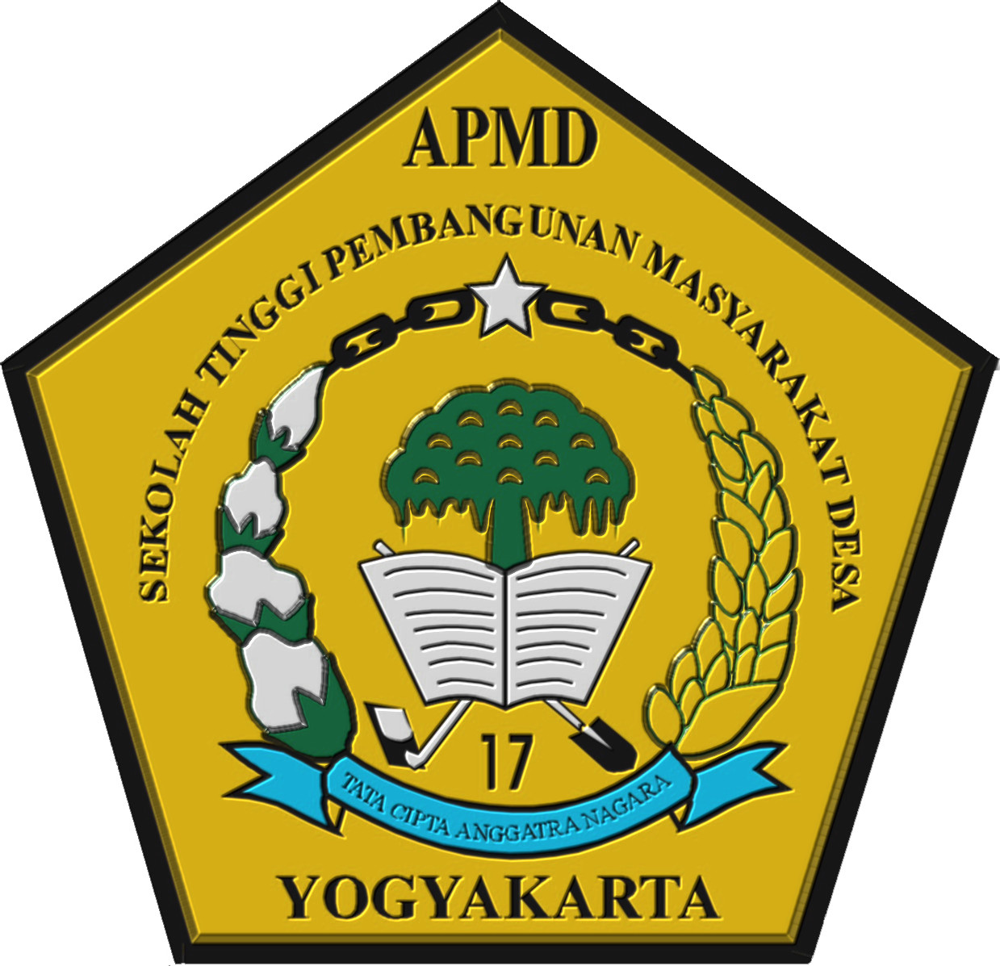 APMD
SEKOLAH TINGGI PEMBANGUNAN MASYARAKAT DESA
17
TATA CIPTA ANGGATRA NAGARA
YOGYAKARTA